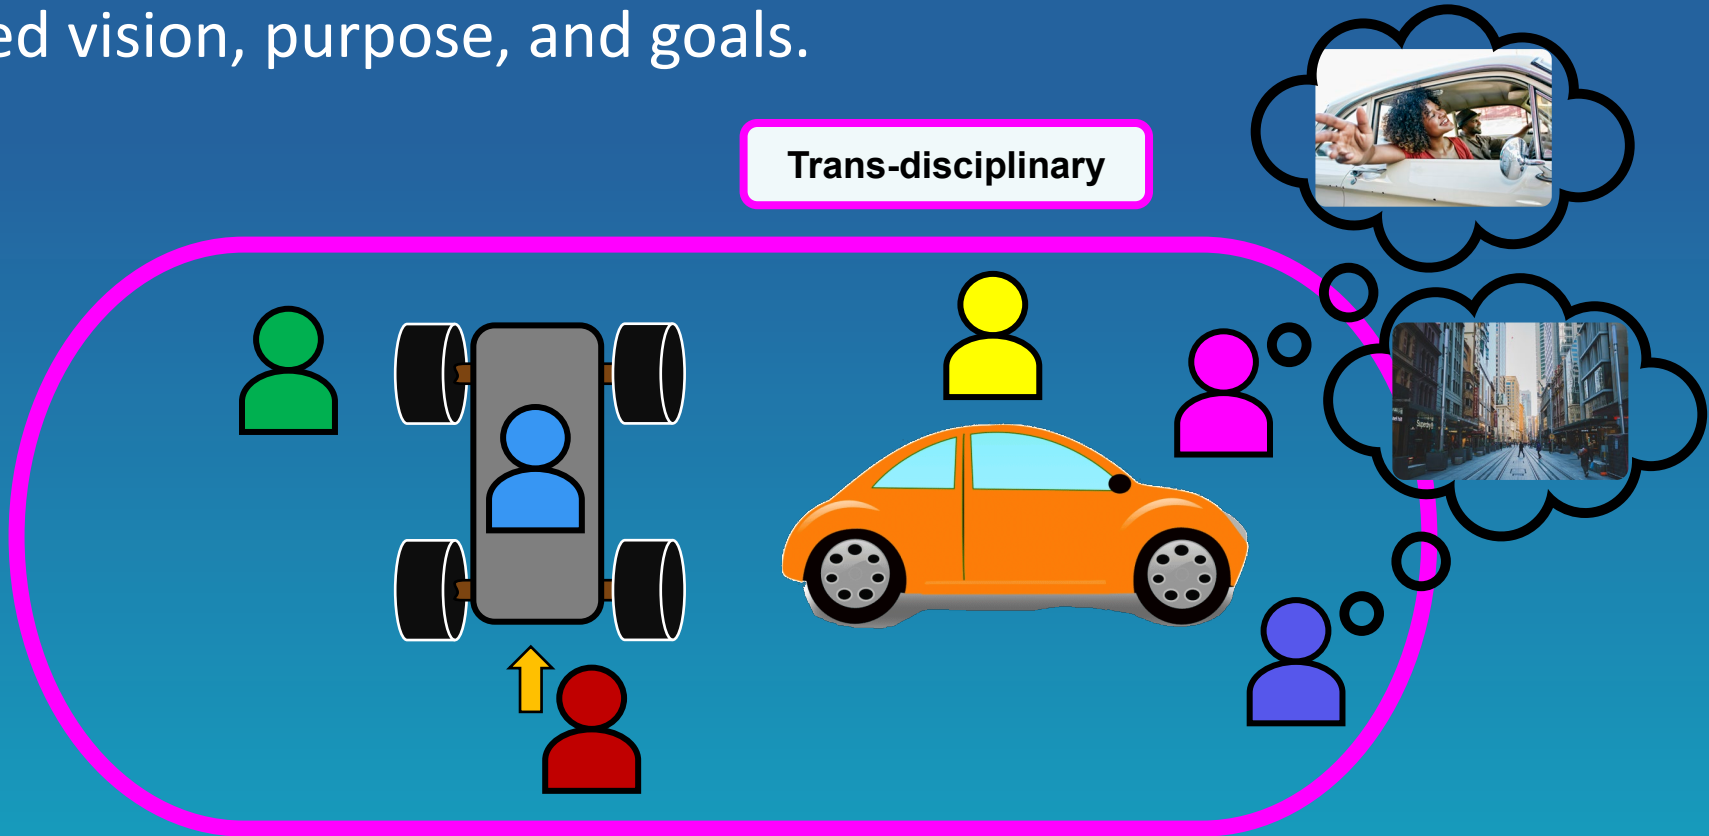 ed vision, purpose, and goals.
Trans-disciplinary